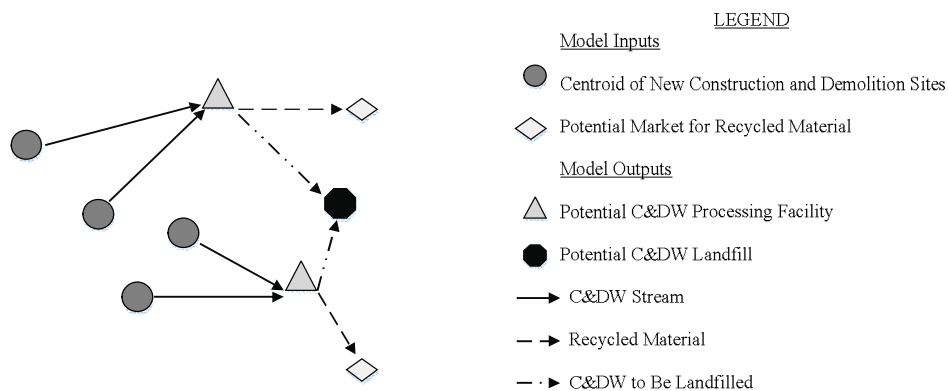 LEGEND
Model Inputs
Centroid of New Construction and Demolition Sites
Potential Market for Recycled Material
Model Outputs
Potential C&DW Processing Facility
Potential C&DW Landfill
C&DW Stream
Recycled Material
C&DW to Be Landfilled